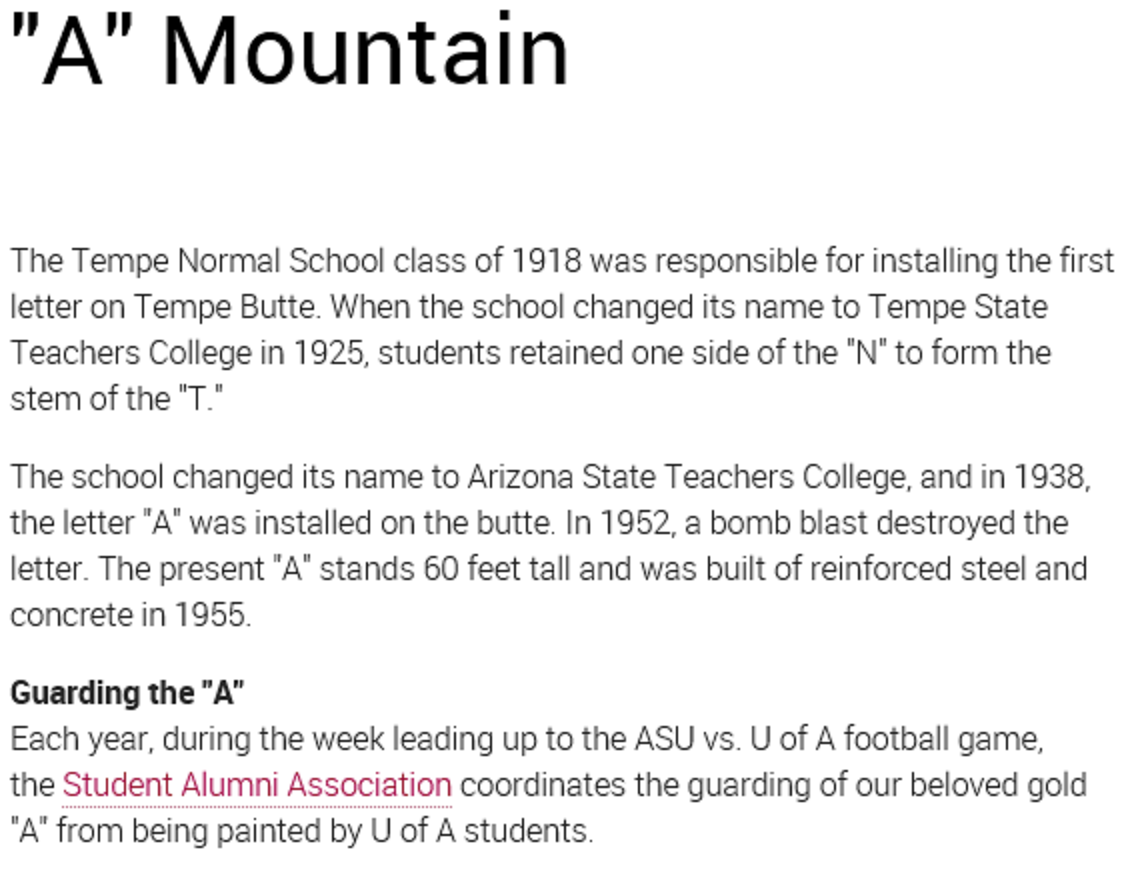 "A" Mountain
The Tempe Normal School class of 1918 was responsible for installing the first
letter on Tempe Butte. When the school changed its name to Tempe State
Teachers College in 1925, students retained one side of the "N" to form the
stem of the "T."
The school changed its name to Arizona State Teachers College, and in 1938,
the letter "A" was installed on the butte. In 1952, a bomb blast destroyed the
letter. The present "A" stands 60 feet tall and was built of reinforced steel and
concrete in 1955.
Guarding the "A"
Each year, during the week leading up to the ASU vs. U of A football game,
the Student Alumni Association coordinates the guarding of our beloved gold
"A" from being painted by U of A students.